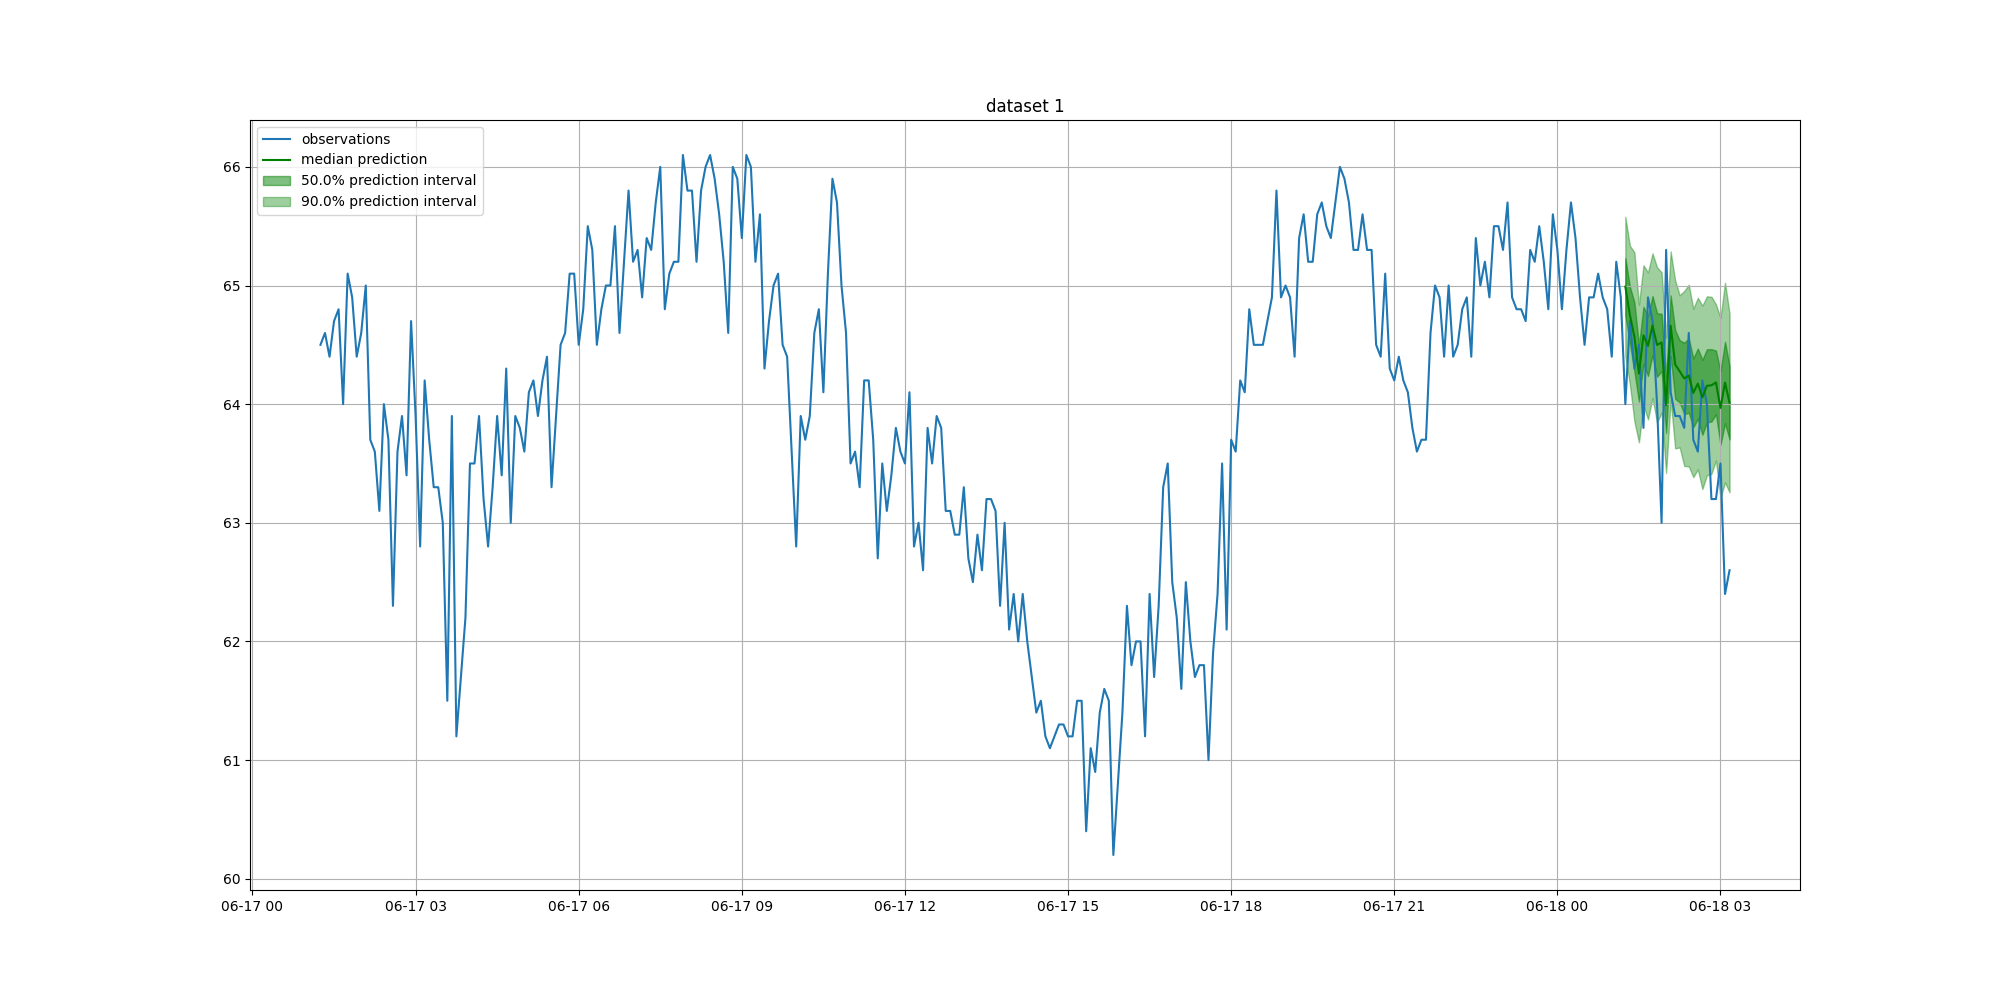 dataset 1
observations
median prediction
50.0% prediction interval
90.0% prediction interval
66
65
64
63
62
61
60
06-17 00 06-17 03 06-17 06 06-17 09 06-17 12 06-17 15 06-17 18 06-17 21 06-18 00 06-18 03